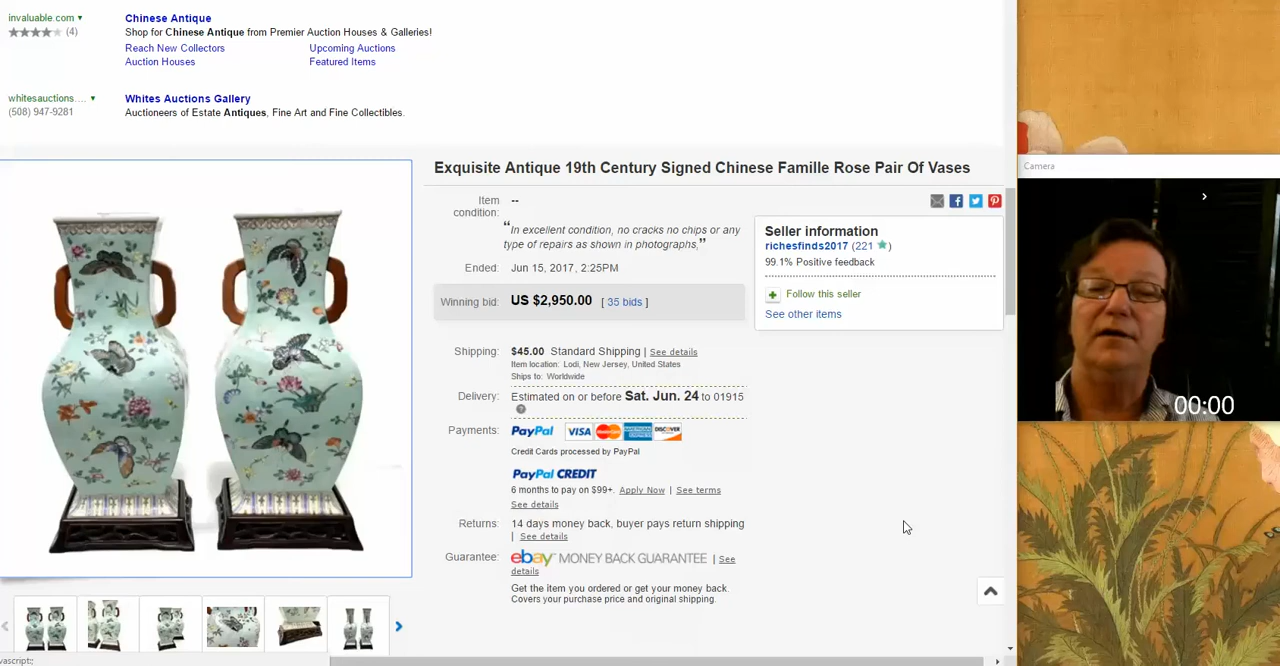 invaluable.com
(4)
Chinese Antique
Shop for Chinese Antique from Premier Auction Houses & Galleries!
Reach New Collectors
Upcoming Auctions
Auction Houses
Featured Items
whitesauctions....
(508) 947-9281
Whites Auctions Gallery
Auctioneers of Estate Antiques, Fine Art and Fine Collectibles.
Exquisite Antique 19th Century Signed Chinese Famille Rose Pair Of Vases
Item condition:
--
“In excellent condition, no cracks no chips or any
type of repairs as shown in photographs,”
Ended: Jun 15, 2017, 2:25PM
Winning bid: US $2,950.00 [ 35 bids ]
Shipping: $45.00 Standard Shipping | See details
Item location: Lodi, New Jersey, United States
Ships to: Worldwide
Delivery: Estimated on or before Sat. Jun. 24 to 01915
Payments: PayPal VISA MasterCard AMERICAN EXPRESS DISCOVER
Credit Cards processed by PayPal
PayPal CREDIT
6 months to pay on $99+. Apply Now | See terms
See details
Returns: 14 days money back, buyer pays return shipping
| See details
Guarantee: ebay MONEY BACK GUARANTEE | See
details
Get the item you ordered or get your money back.
Covers your purchase price and original shipping.
Seller information
richesfinds2017 (221 )
99.1% Positive feedback
Follow this seller
See other items
Camera
00:00
vascript:;